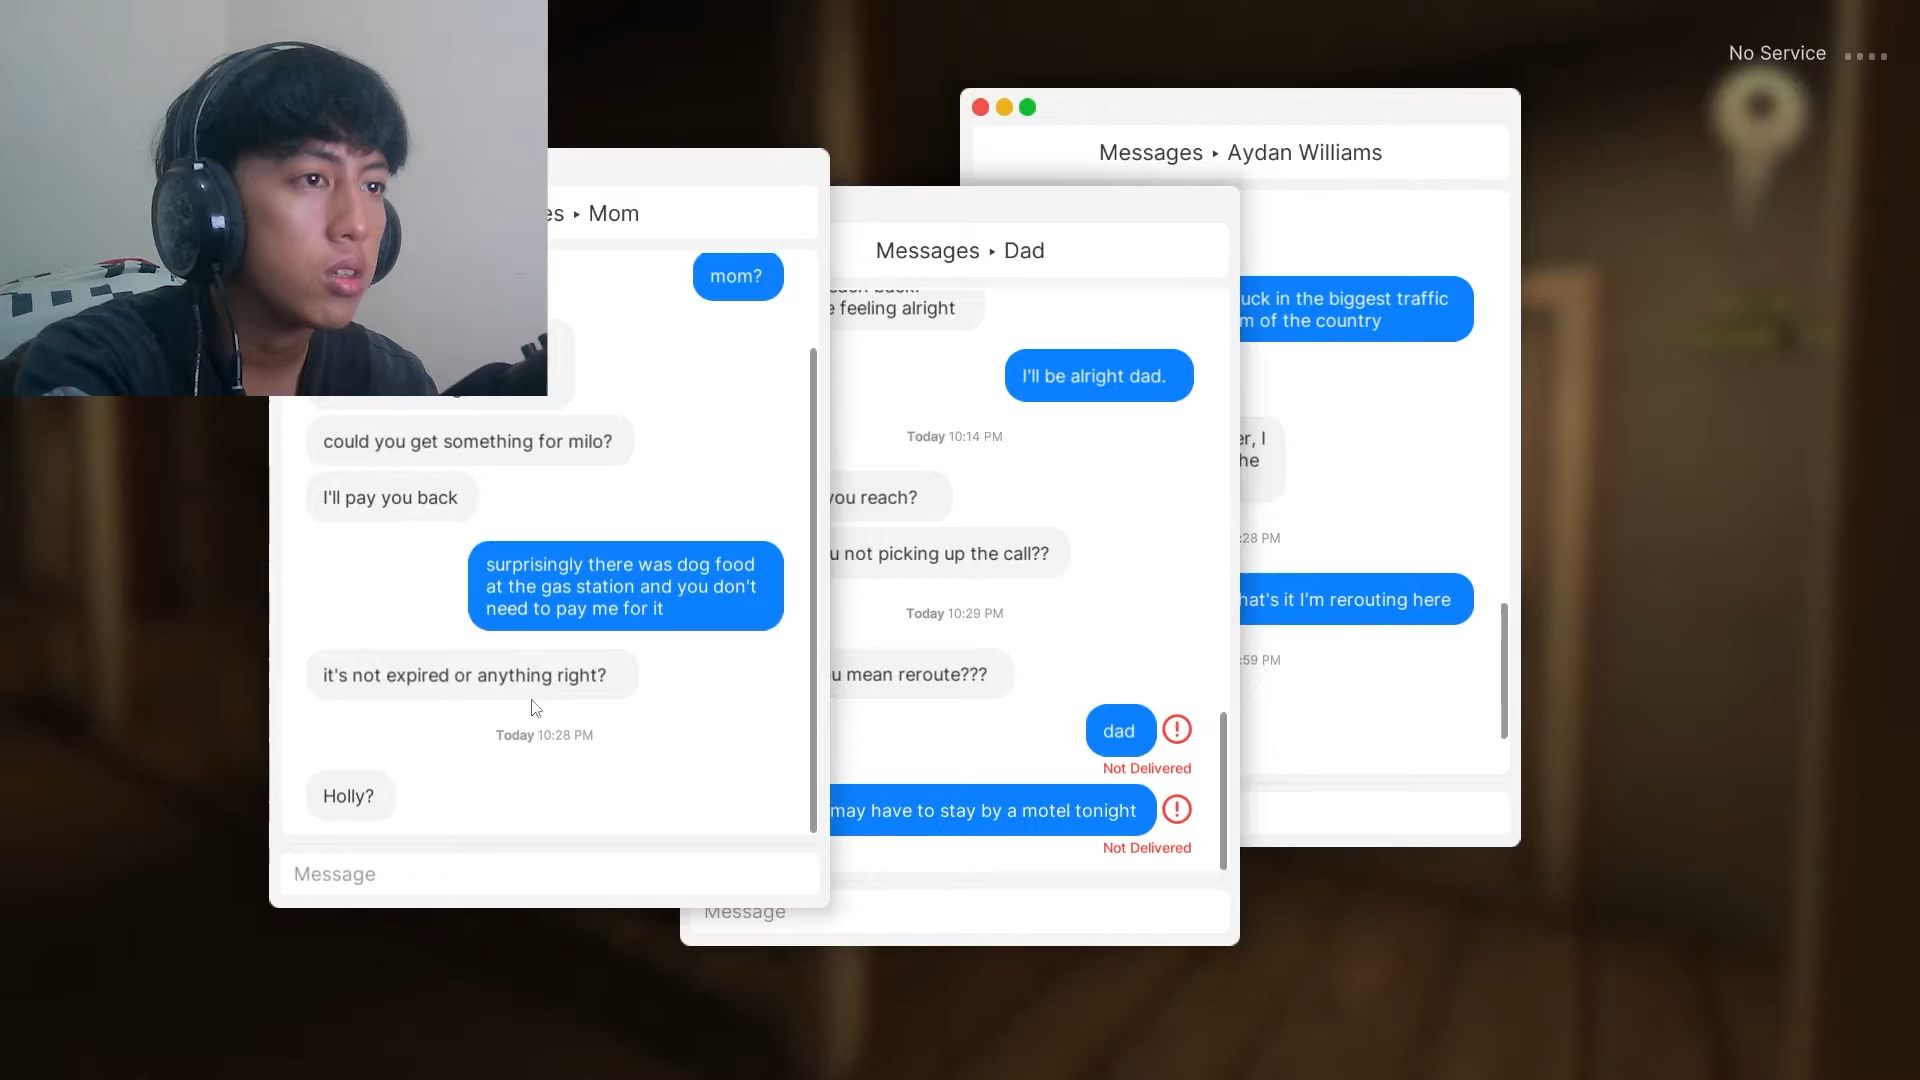 No Service
Messages ▸ Aydan Williams
uck in the biggest traffic
m of the country
er, I
he
:28 PM
hat's it I'm rerouting here
:59 PM
es ▸ Mom
mom?
could you get something for milo?
I'll pay you back
surprisingly there was dog food
at the gas station and you don't
need to pay me for it
it's not expired or anything right?
Today 10:28 PM
Holly?
Message
Messages ▸ Dad
e feeling alright
I'll be alright dad.
Today 10:14 PM
you reach?
u not picking up the call??
Today 10:29 PM
u mean reroute???
dad
Not Delivered
may have to stay by a motel tonight
Not Delivered
Message